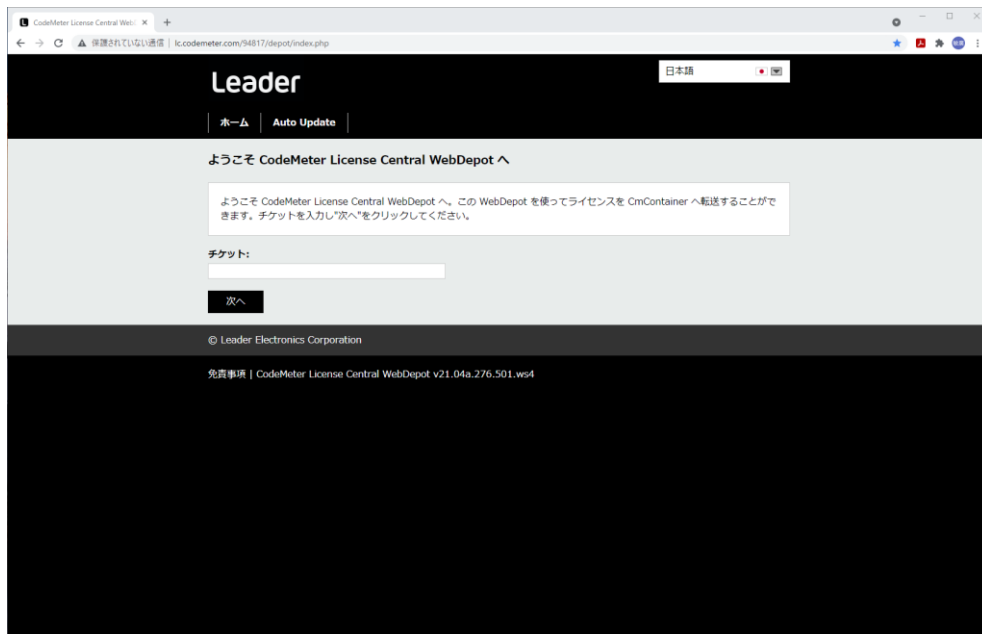 CodeMeter License Central Web
保護されていない通信 | lc.codemeter.com/94817/depot/index.php
Leader
日本語
ホーム
Auto Update
ようこそ CodeMeter License Central WebDepot へ
ようこそ CodeMeter License Central WebDepot へ。この WebDepot を使ってライセンスを CmContainer へ転送することがで
きます。チケットを入力し"次へ"をクリックしてください。
チケット:
次へ
© Leader Electronics Corporation
免責事項 | CodeMeter License Central WebDepot v21.04a.276.501.ws4